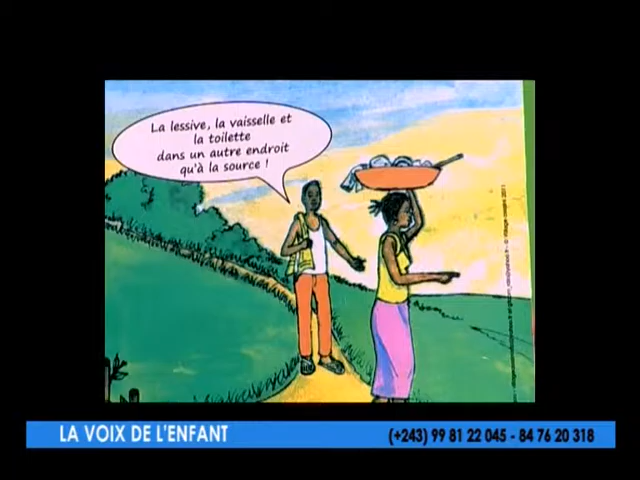 La lessive, la vaisselle et
la toilette
dans un autre endroit
qu'à la source !
LA VOIX DE L'ENFANT
(+243) 99 81 22 045 - 84 76 20 318